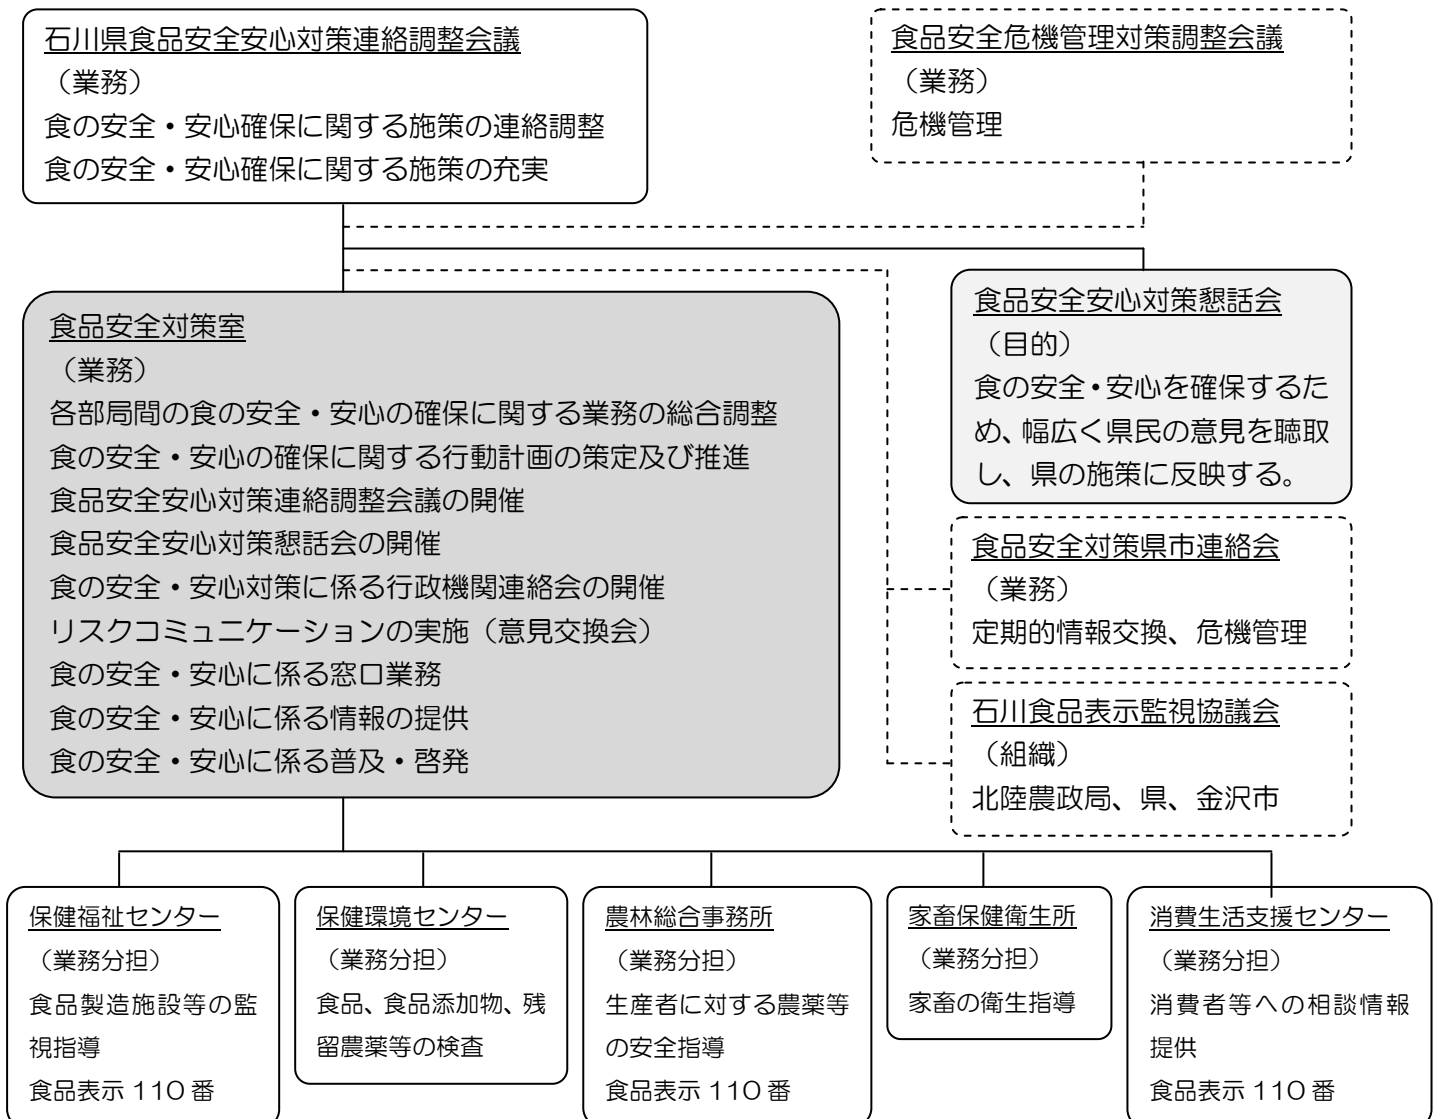 石川県食品安全安心対策連絡調整会議
（業務）
食の安全・安心確保に関する施策の連絡調整
食の安全・安心確保に関する施策の充実
食品安全危機管理対策調整会議
（業務）
危機管理
食品安全対策室
（業務）
各部局間の食の安全・安心の確保に関する業務の総合調整
食の安全・安心の確保に関する行動計画の策定及び推進
食品安全安心対策連絡調整会議の開催
食品安全安心対策懇話会の開催
食の安全・安心対策に係る行政機関連絡会の開催
リスクコミュニケーションの実施（意見交換会）
食の安全・安心に係る窓口業務
食の安全・安心に係る情報の提供
食の安全・安心に係る普及・啓発
食品安全安心対策懇話会
（目的）
食の安全・安心を確保するた
め、幅広く県民の意見を聴取
し、県の施策に反映する。
食品安全対策県市連絡会
（業務）
定期的情報交換、危機管理
石川食品表示監視協議会
（組織）
北陸農政局、県、金沢市
保健福祉センター
（業務分担）
食品製造施設等の監
視指導
食品表示 110 番
保健環境センター
（業務分担）
食品、食品添加物、残
留農薬等の検査
農林総合事務所
（業務分担）
生産者に対する農薬等
の安全指導
食品表示 110 番
家畜保健衛生所
（業務分担）
家畜の衛生指導
消費生活支援センター
（業務分担）
消費者等への相談情報
提供
食品表示 110 番